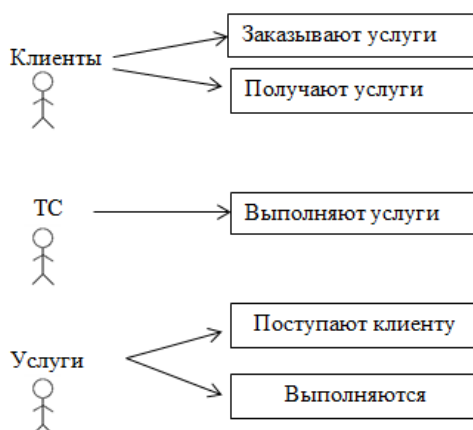 Клиенты
Заказывают услуги
Получают услуги
ТС
Выполняют услуги
Услуги
Поступают клиенту
Выполняются